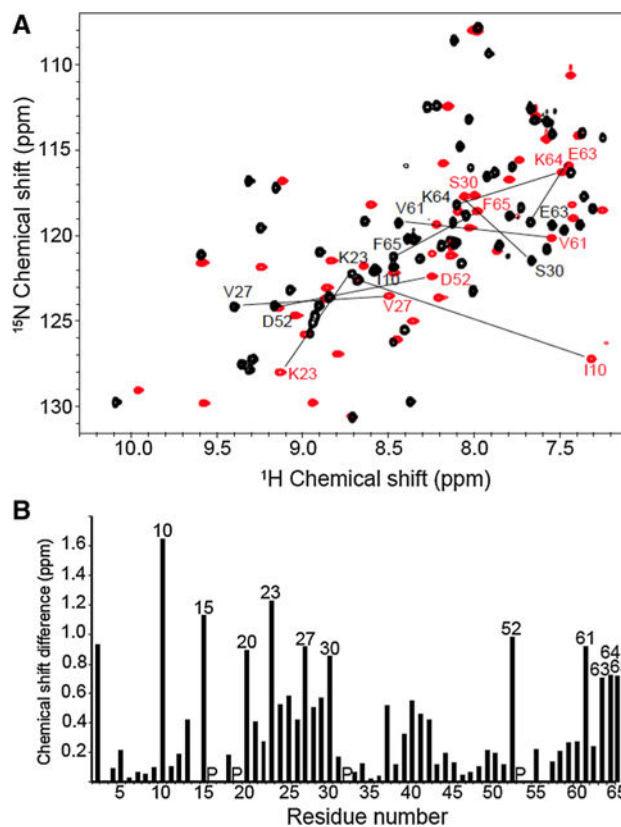 A
110
115
120
125
130
¹⁵N Chemical shift (ppm)
K64
E63
S30
K64
F65
V61
E63
V61
F65
K23
S30
I10
D52
V27
D52
V27
K23
I10
10.0 9.5 9.0 8.5 8.0 7.5
¹H Chemical shift (ppm)
B
Chemical shift difference (ppm)
1.6
1.4
1.2
1.0
0.8
0.6
0.4
0.2
10
15
20
23
27
30
52
61
63
64
65
P P P P
5 10 15 20 25 30 35 40 45 50 55 60 65
Residue number